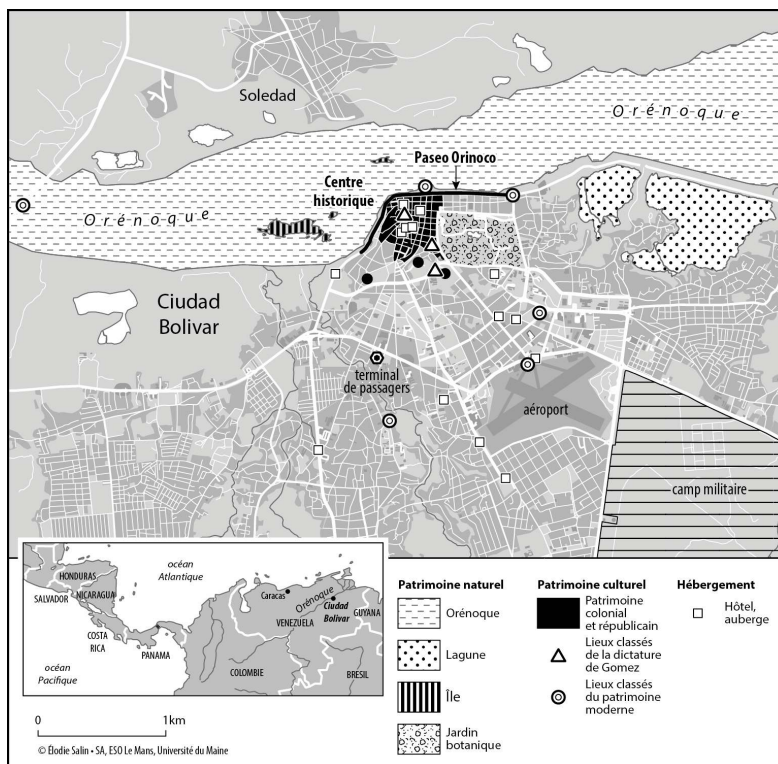 Soledad
Orénoque
Paseo Orinoco
Centre
historique
Orénoque
Ciudad
Bolivar
terminal
de passagers
aéroport
camp militaire
océan
Atlantique
HONDURAS
SALVADOR
NICARAGUA
COSTA
RICA
PANAMA
océan
Pacifique
Caracas
Orénoque
Ciudad
Bolivar
VENEZUELA
GUYANA
COLOMBIE
BRESIL
0
1km
© Élodie Salin • SA, ESO Le Mans, Université du Maine
Patrimoine naturel
Orénoque
Lagune
Île
Jardin
botanique
Patrimoine culturel
Patrimoine
colonial
et républicain
Lieux classés
de la dictature
de Gomez
Lieux classés
du patrimoine
moderne
Hébergement
Hôtel,
auberge